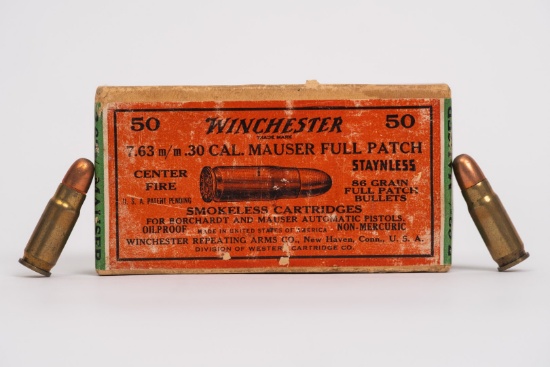 50 WINCHESTER 50
TRADE MARK
7.63 m/m .30 CAL. MAUSER FULL PATCH
STAYNLESS
CENTER
FIRE
U.S.A. PATENT PENDING
86 GRAIN
FULL PATCH
BULLETS
SMOKELESS CARTRIDGES
FOR BORCHARDT AND MAUSER AUTOMATIC PISTOLS.
OILPROOF MADE IN UNITED STATES OF AMERICA NON-MERCURIC
WINCHESTER REPEATING ARMS CO., New Haven, Conn., U.S.A.
DIVISION OF WESTERN CARTRIDGE CO.